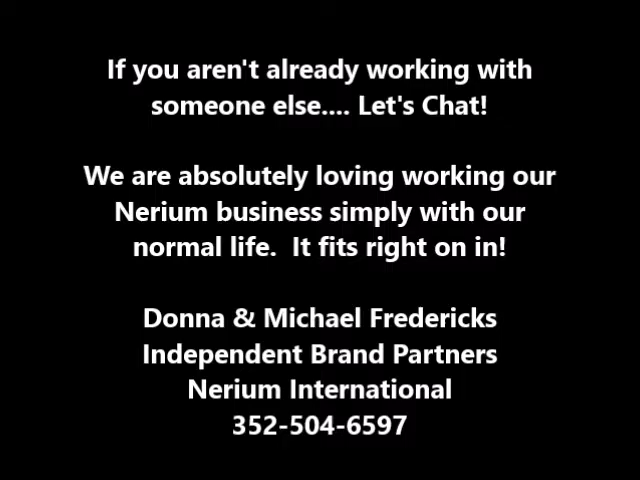 If you aren't already working with
someone else.... Let's Chat!
We are absolutely loving working our
Nerium business simply with our
normal life.  It fits right on in!
Donna & Michael Fredericks
Independent Brand Partners
Nerium International
352-504-6597